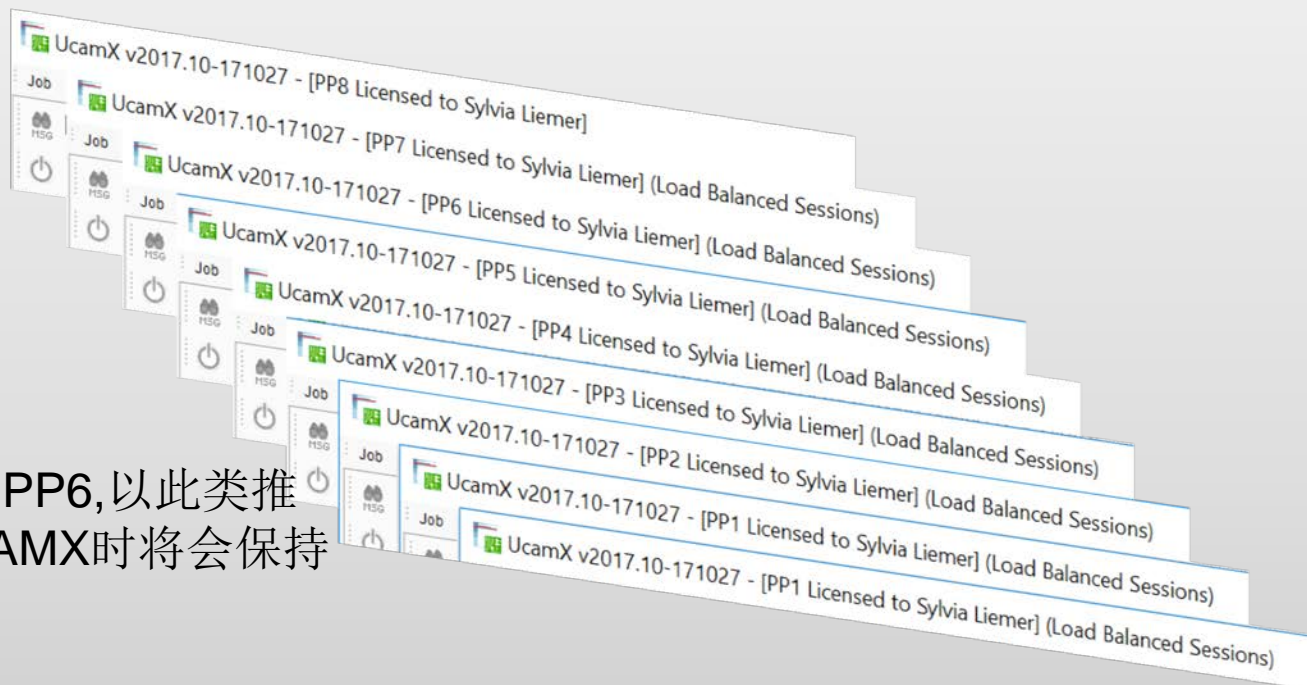 UcamX v2017.10-171027 - [PP8 Licensed to Sylvia Liemer]
Job
MSG
UcamX v2017.10-171027 - [PP7 Licensed to Sylvia Liemer] (Load Balanced Sessions)
Job
MSG
UcamX v2017.10-171027 - [PP6 Licensed to Sylvia Liemer] (Load Balanced Sessions)
Job
MSG
UcamX v2017.10-171027 - [PP5 Licensed to Sylvia Liemer] (Load Balanced Sessions)
Job
MSG
UcamX v2017.10-171027 - [PP4 Licensed to Sylvia Liemer] (Load Balanced Sessions)
Job
MSG
UcamX v2017.10-171027 - [PP3 Licensed to Sylvia Liemer] (Load Balanced Sessions)
Job
MSG
UcamX v2017.10-171027 - [PP2 Licensed to Sylvia Liemer] (Load Balanced Sessions)
Job
MSG
UcamX v2017.10-171027 - [PP1 Licensed to Sylvia Liemer] (Load Balanced Sessions)
Job
UcamX v2017.10-171027 - [PP1 Licensed to Sylvia Liemer] (Load Balanced Sessions)
PP6,以此类推
AMX时将会保持